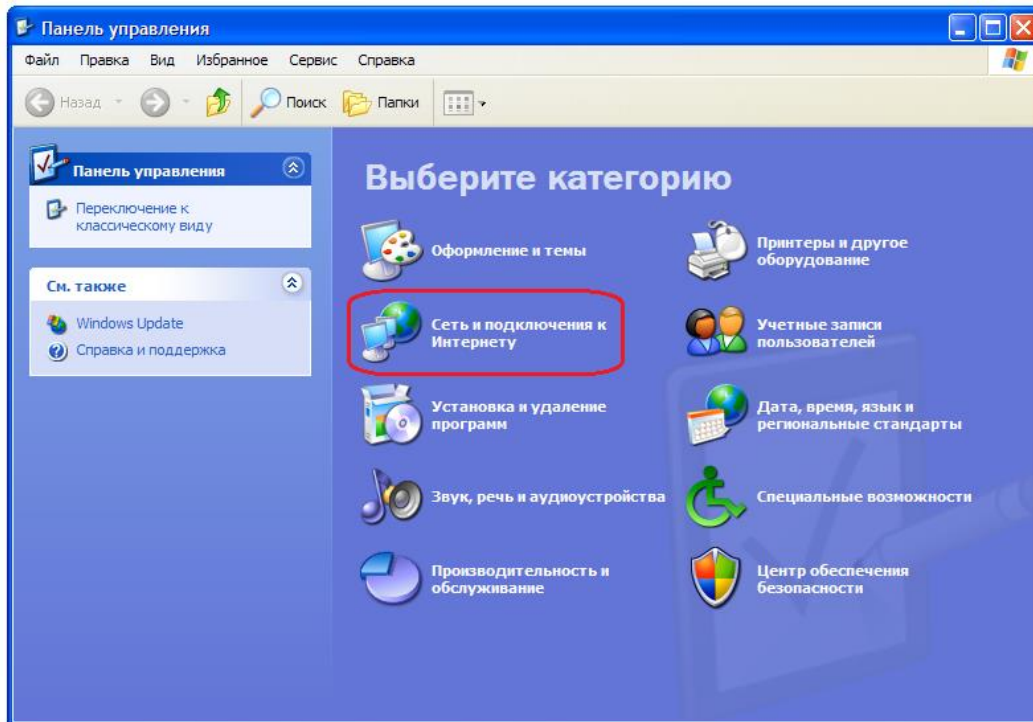 Панель управления
Файл Правка Вид Избранное Сервис Справка
Назад Поиск Папки
Панель управления
Переключение к
классическому виду
См. также
Windows Update
Справка и поддержка
Выберите категорию
Оформление и темы
Принтеры и другое
оборудование
Сеть и подключения к
Интернету
Учетные записи
пользователей
Установка и удаление
программ
Дата, время, язык и
региональные стандарты
Звук, речь и аудиоустройства
Специальные возможности
Производительность и
обслуживание
Центр обеспечения
безопасности